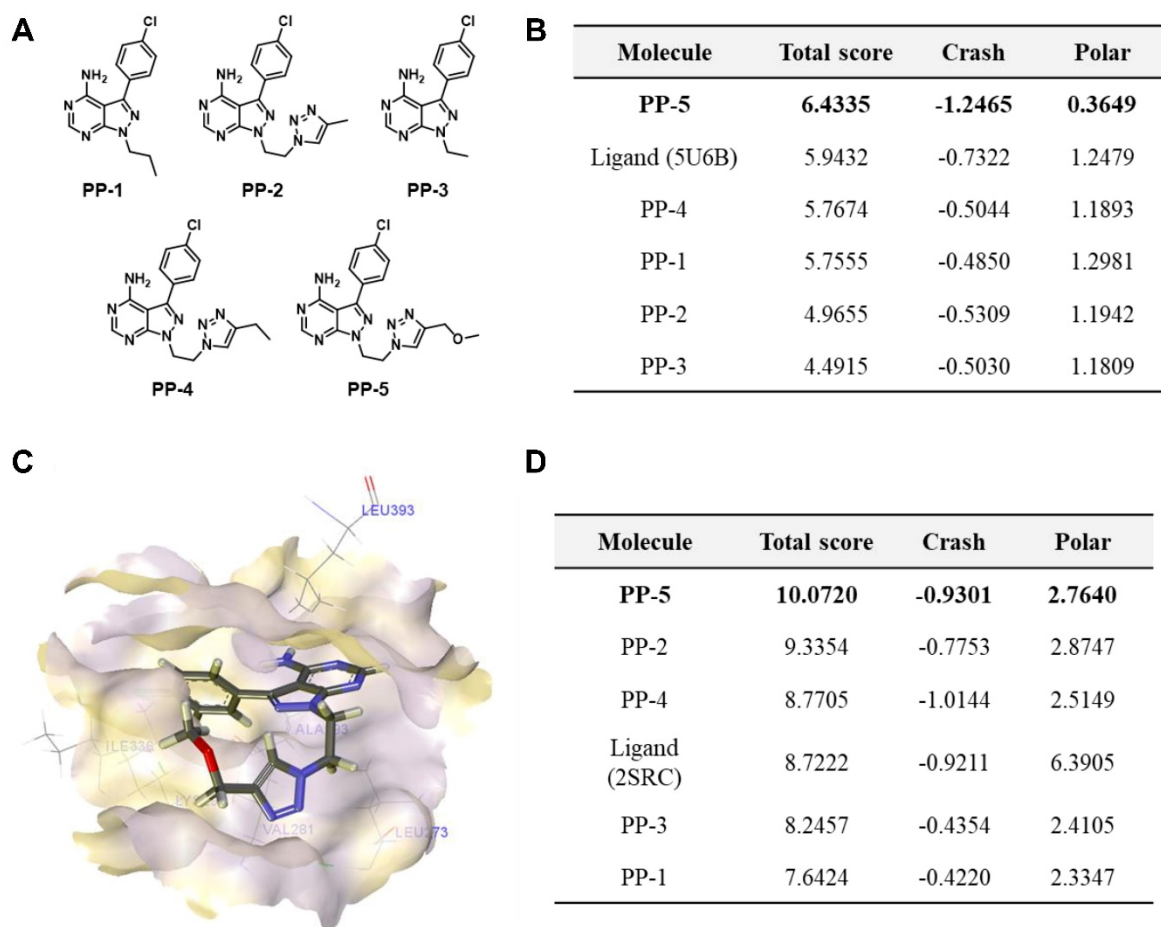 A
Cl
NH2
N
N
N
N
PP-1
Cl
NH2
N
N
N
N
N
N
N
PP-2
Cl
NH2
N
N
N
N
PP-3
Cl
NH2
N
N
N
N
N
N
N
PP-4
Cl
NH2
N
N
N
N
N
N
N
O
PP-5
B
Molecule Total score Crash Polar
PP-5 6.4335 -1.2465 0.3649
Ligand (5U6B) 5.9432 -0.7322 1.2479
PP-4 5.7674 -0.5044 1.1893
PP-1 5.7555 -0.4850 1.2981
PP-2 4.9655 -0.5309 1.1942
PP-3 4.4915 -0.5030 1.1809
C
LEU393
VAL281
LEU273
D
Molecule Total score Crash Polar
PP-5 10.0720 -0.9301 2.7640
PP-2 9.3354 -0.7753 2.8747
PP-4 8.7705 -1.0144 2.5149
Ligand
(2SRC) 8.7222 -0.9211 6.3905
PP-3 8.2457 -0.4354 2.4105
PP-1 7.6424 -0.4220 2.3347